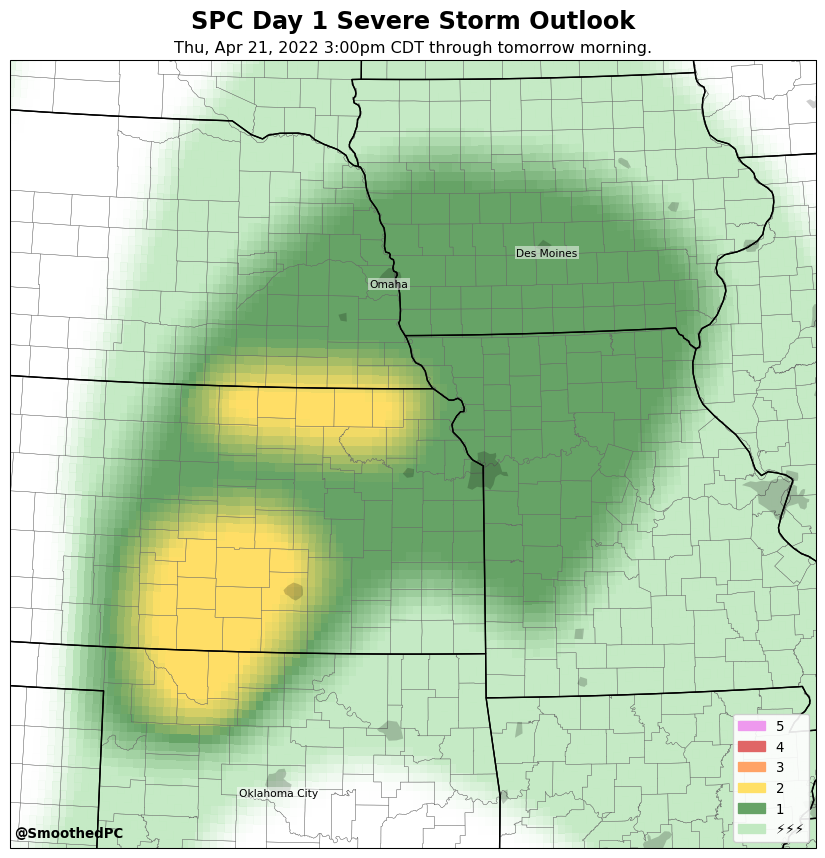 SPC Day 1 Severe Storm Outlook
Thu, Apr 21, 2022 3:00pm CDT through tomorrow morning.
Des Moines
Omaha
Oklahoma City
5
4
3
2
1
⚡⚡⚡
@SmoothedPC